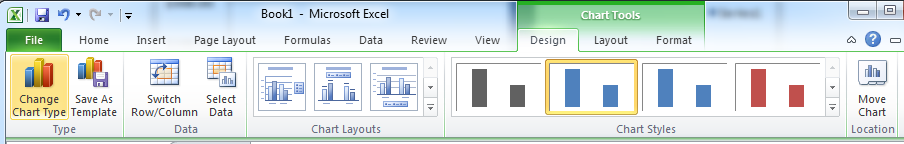 Book1 - Microsoft Excel
Chart Tools
File Home Insert Page Layout Formulas Data Review View Design Layout Format
Change Save As Switch Select Move
Chart Type Template Row/Column Data Chart
Type Data Chart Layouts Chart Styles Location